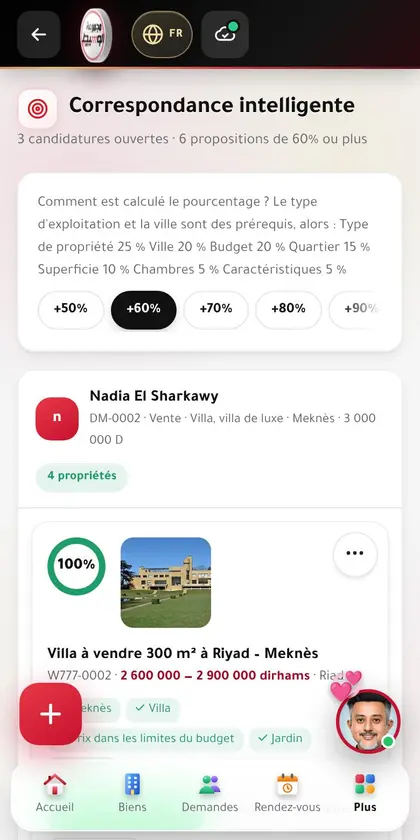 FR
Correspondance intelligente
3 candidatures ouvertes · 6 propositions de 60% ou plus
Comment est calculé le pourcentage ? Le type
d'exploitation et la ville sont des prérequis, alors : Type
de propriété 25 % Ville 20 % Budget 20 % Quartier 15 %
Superficie 10 % Chambres 5 % Caractéristiques 5 %
+50% +60% +70% +80% +90%
n
Nadia El Sharkawy
DM-0002 · Vente · Villa, villa de luxe · Meknès · 3 000
000 D
4 propriétés
100%
Villa à vendre 300 m² à Riyad - Meknès
W777-0002 · 2 600 000 – 2 900 000 dirhams ·
✓ Villa
dans les limites du budget ✓ Jardin
Accueil Biens Demandes Rendez-vous Plus